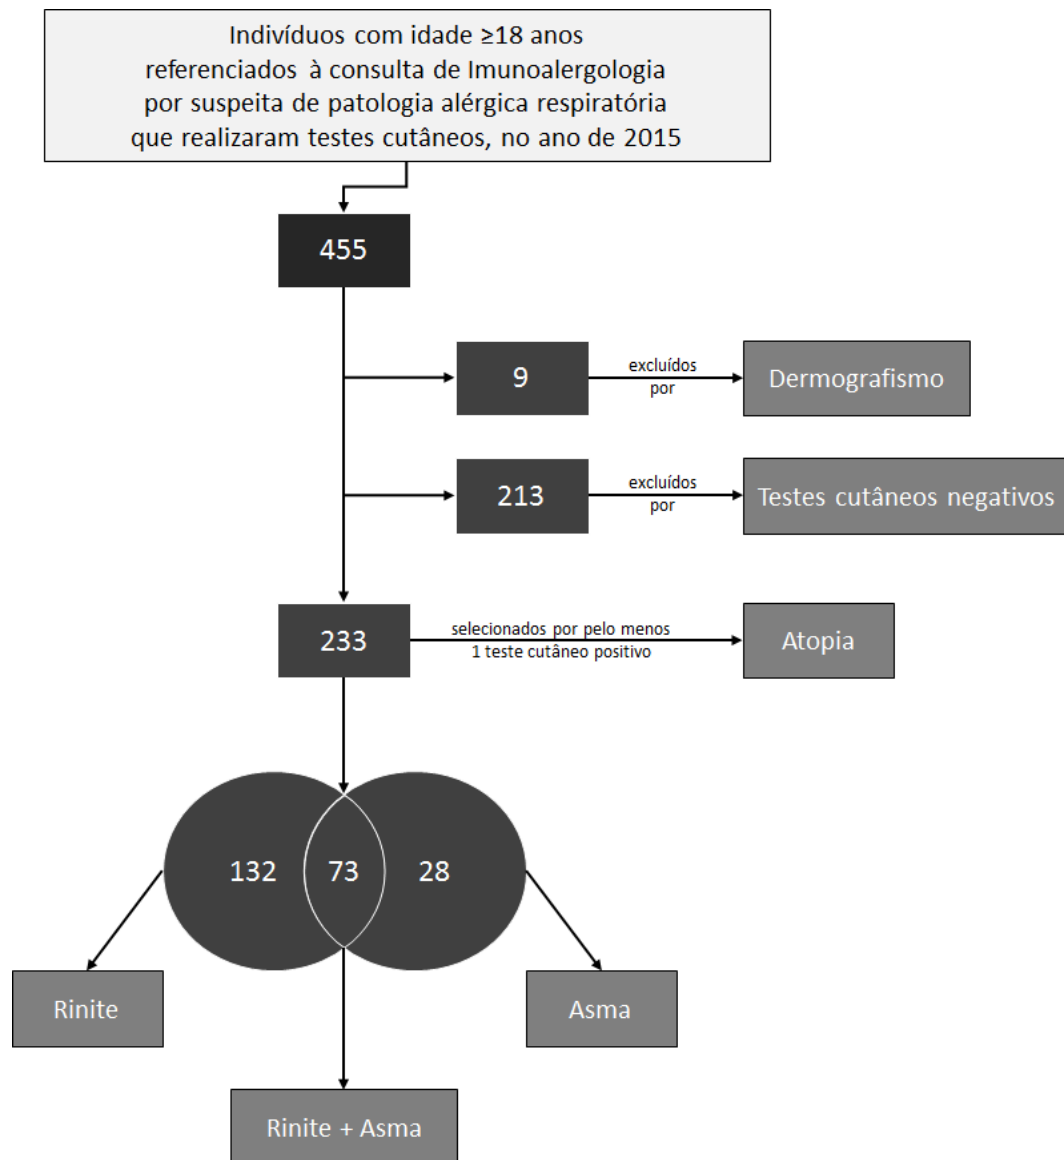 Indivíduos com idade ≥18 anos
referenciados à consulta de Imunoalergologia
por suspeita de patologia alérgica respiratória
que realizaram testes cutâneos, no ano de 2015
455
9
excluídos
por
Dermografismo
213
excluídos
por
Testes cutâneos negativos
233
selecionados por pelo menos
1 teste cutâneo positivo
Atopia
132
73
28
Rinite
Asma
Rinite + Asma